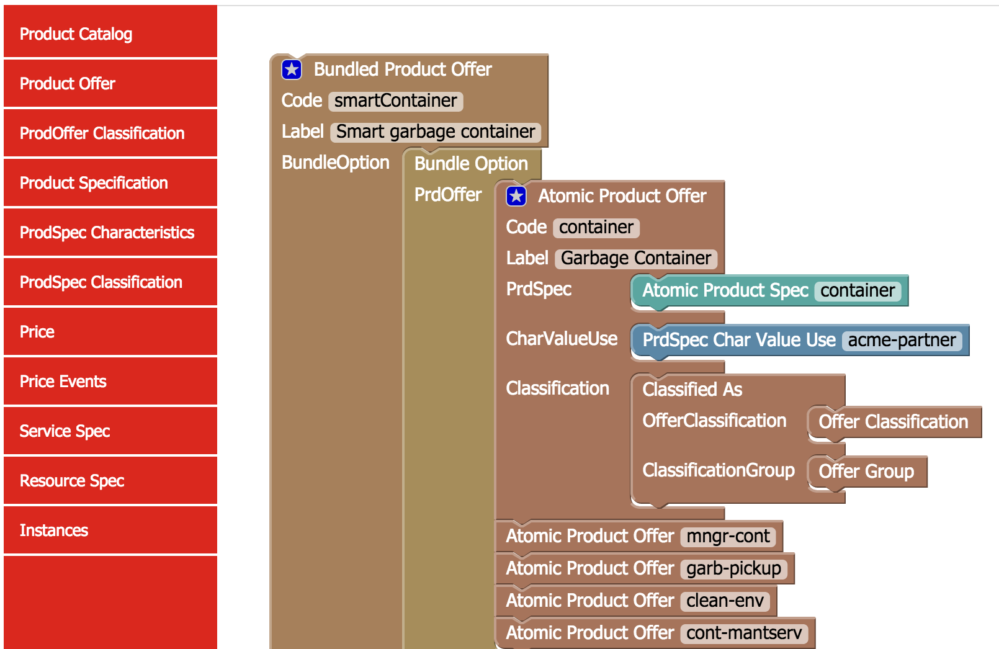 Product Catalog
Product Offer
ProdOffer Classification
Product Specification
ProdSpec Characteristics
ProdSpec Classification
Price
Price Events
Service Spec
Resource Spec
Instances
Bundled Product Offer
Code smartContainer
Label Smart garbage container
BundleOption
Bundle Option
PrdOffer
Atomic Product Offer
Code container
Label Garbage Container
PrdSpec Atomic Product Spec container
CharValueUse PrdSpec Char Value Use acme-partner
Classification Classified As
OfferClassification Offer Classification
ClassificationGroup Offer Group
Atomic Product Offer mngr-cont
Atomic Product Offer garb-pickup
Atomic Product Offer clean-env
Atomic Product Offer cont-mantserv